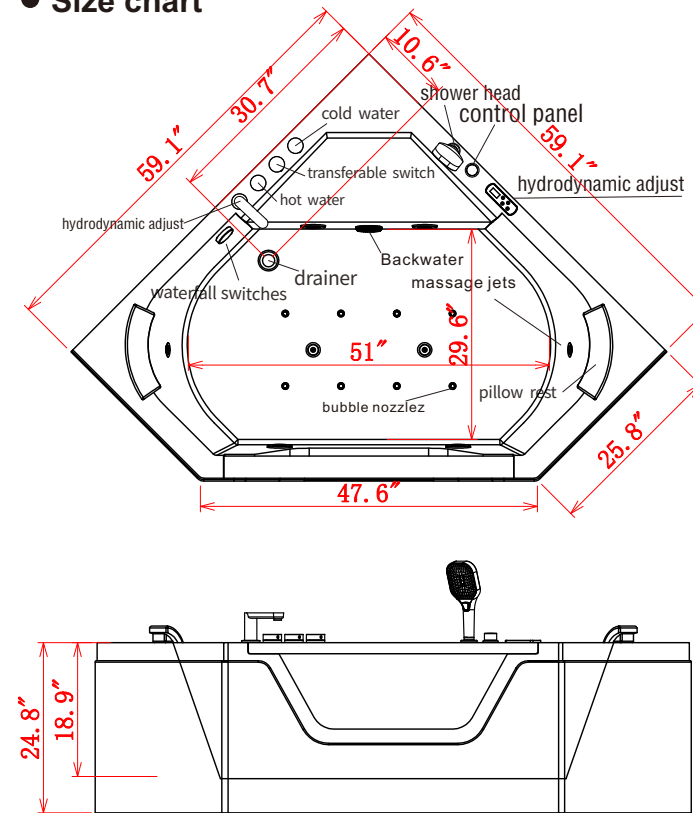 Size chart
10.6″
30.7″
59.1″
59.1″
shower head
control panel
cold water
transferable switch
hydrodynamic adjust
hot water
hydrodynamic adjust
Backwater
drainer
massage jets
waterfall switches
29.6″
51″
pillow rest
bubble nozzlez
25.8″
47.6″
24.8″
18.9″